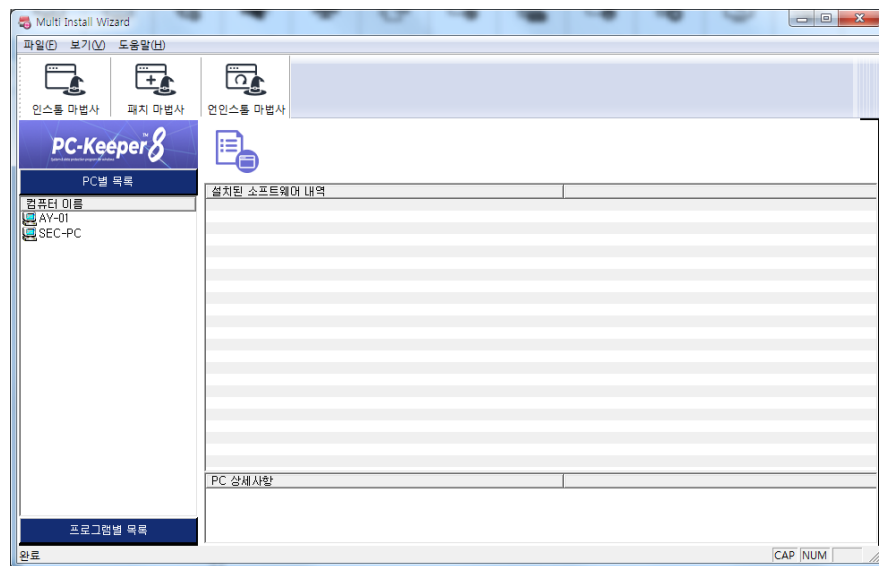 Multi Install Wizard
파일(F) 보기(V) 도움말(H)
인스톨 마법사 패치 마법사 언인스톨 마법사
PC-Keeper™ 8
PC별 목록
컴퓨터 이름
AY-01
SEC-PC
설치된 소프트웨어 내역
PC 상세사항
프로그램별 목록
완료
CAP NUM